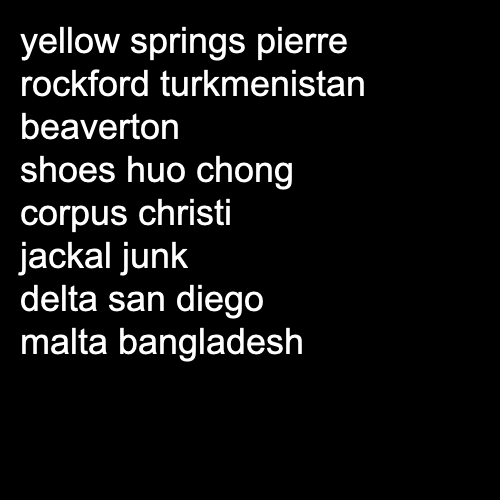 yellow springs pierre
rockford turkmenistan
beaverton
shoes huo chong
corpus christi
jackal junk
delta san diego
malta bangladesh